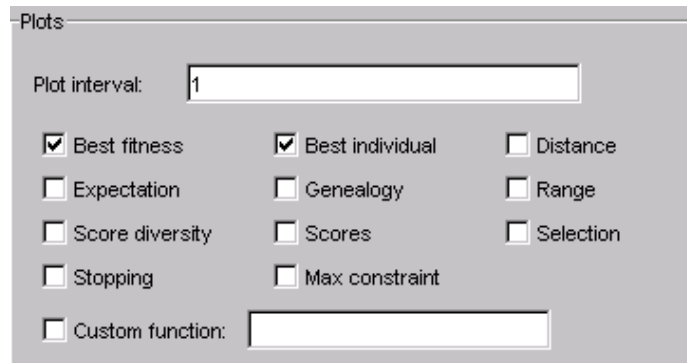 Plots
Plot interval: 1
Best fitness Best individual Distance
Expectation Genealogy Range
Score diversity Scores Selection
Stopping Max constraint
Custom function: